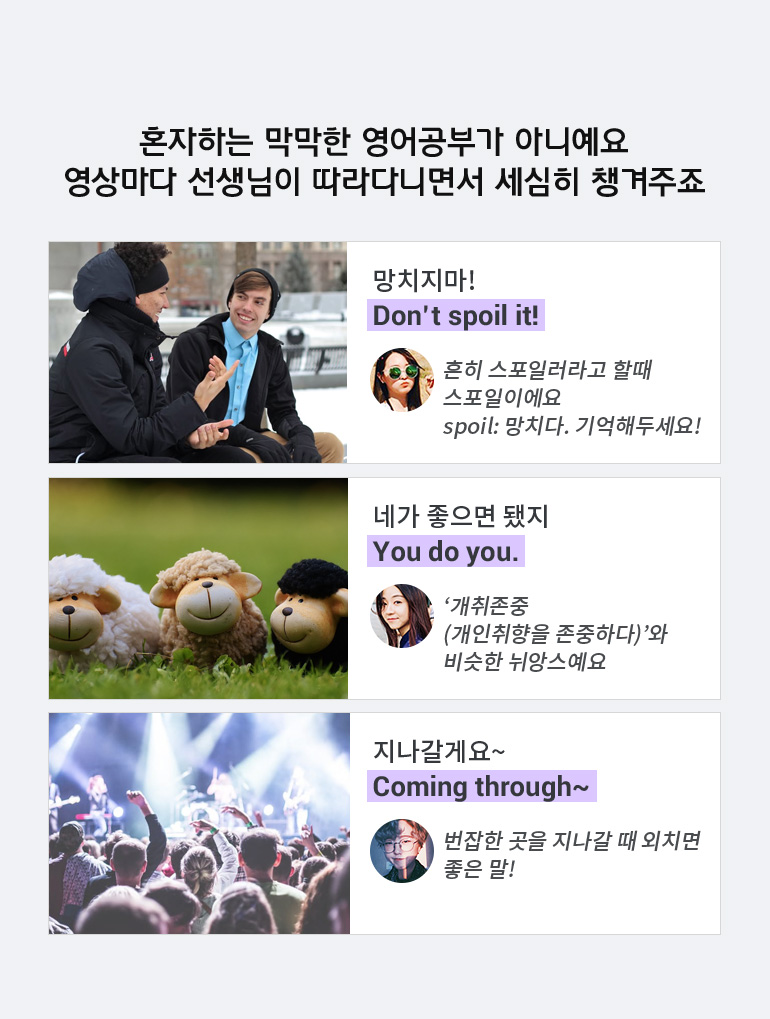 혼자하는 막막한 영어공부가 아니예요
영상마다 선생님이 따라다니면서 세심히 챙겨주죠
망치지마!
Don't spoil it!
흔히 스포일러라고 할때
스포일이에요
spoil: 망치다. 기억해두세요!
네가 좋으면 됐지
You do you.
‘개취존중
(개인취향을 존중하다)’와
비슷한 뉘앙스예요
지나갈게요~
Coming through~
번잡한 곳을 지나갈 때 외치면
좋은 말!